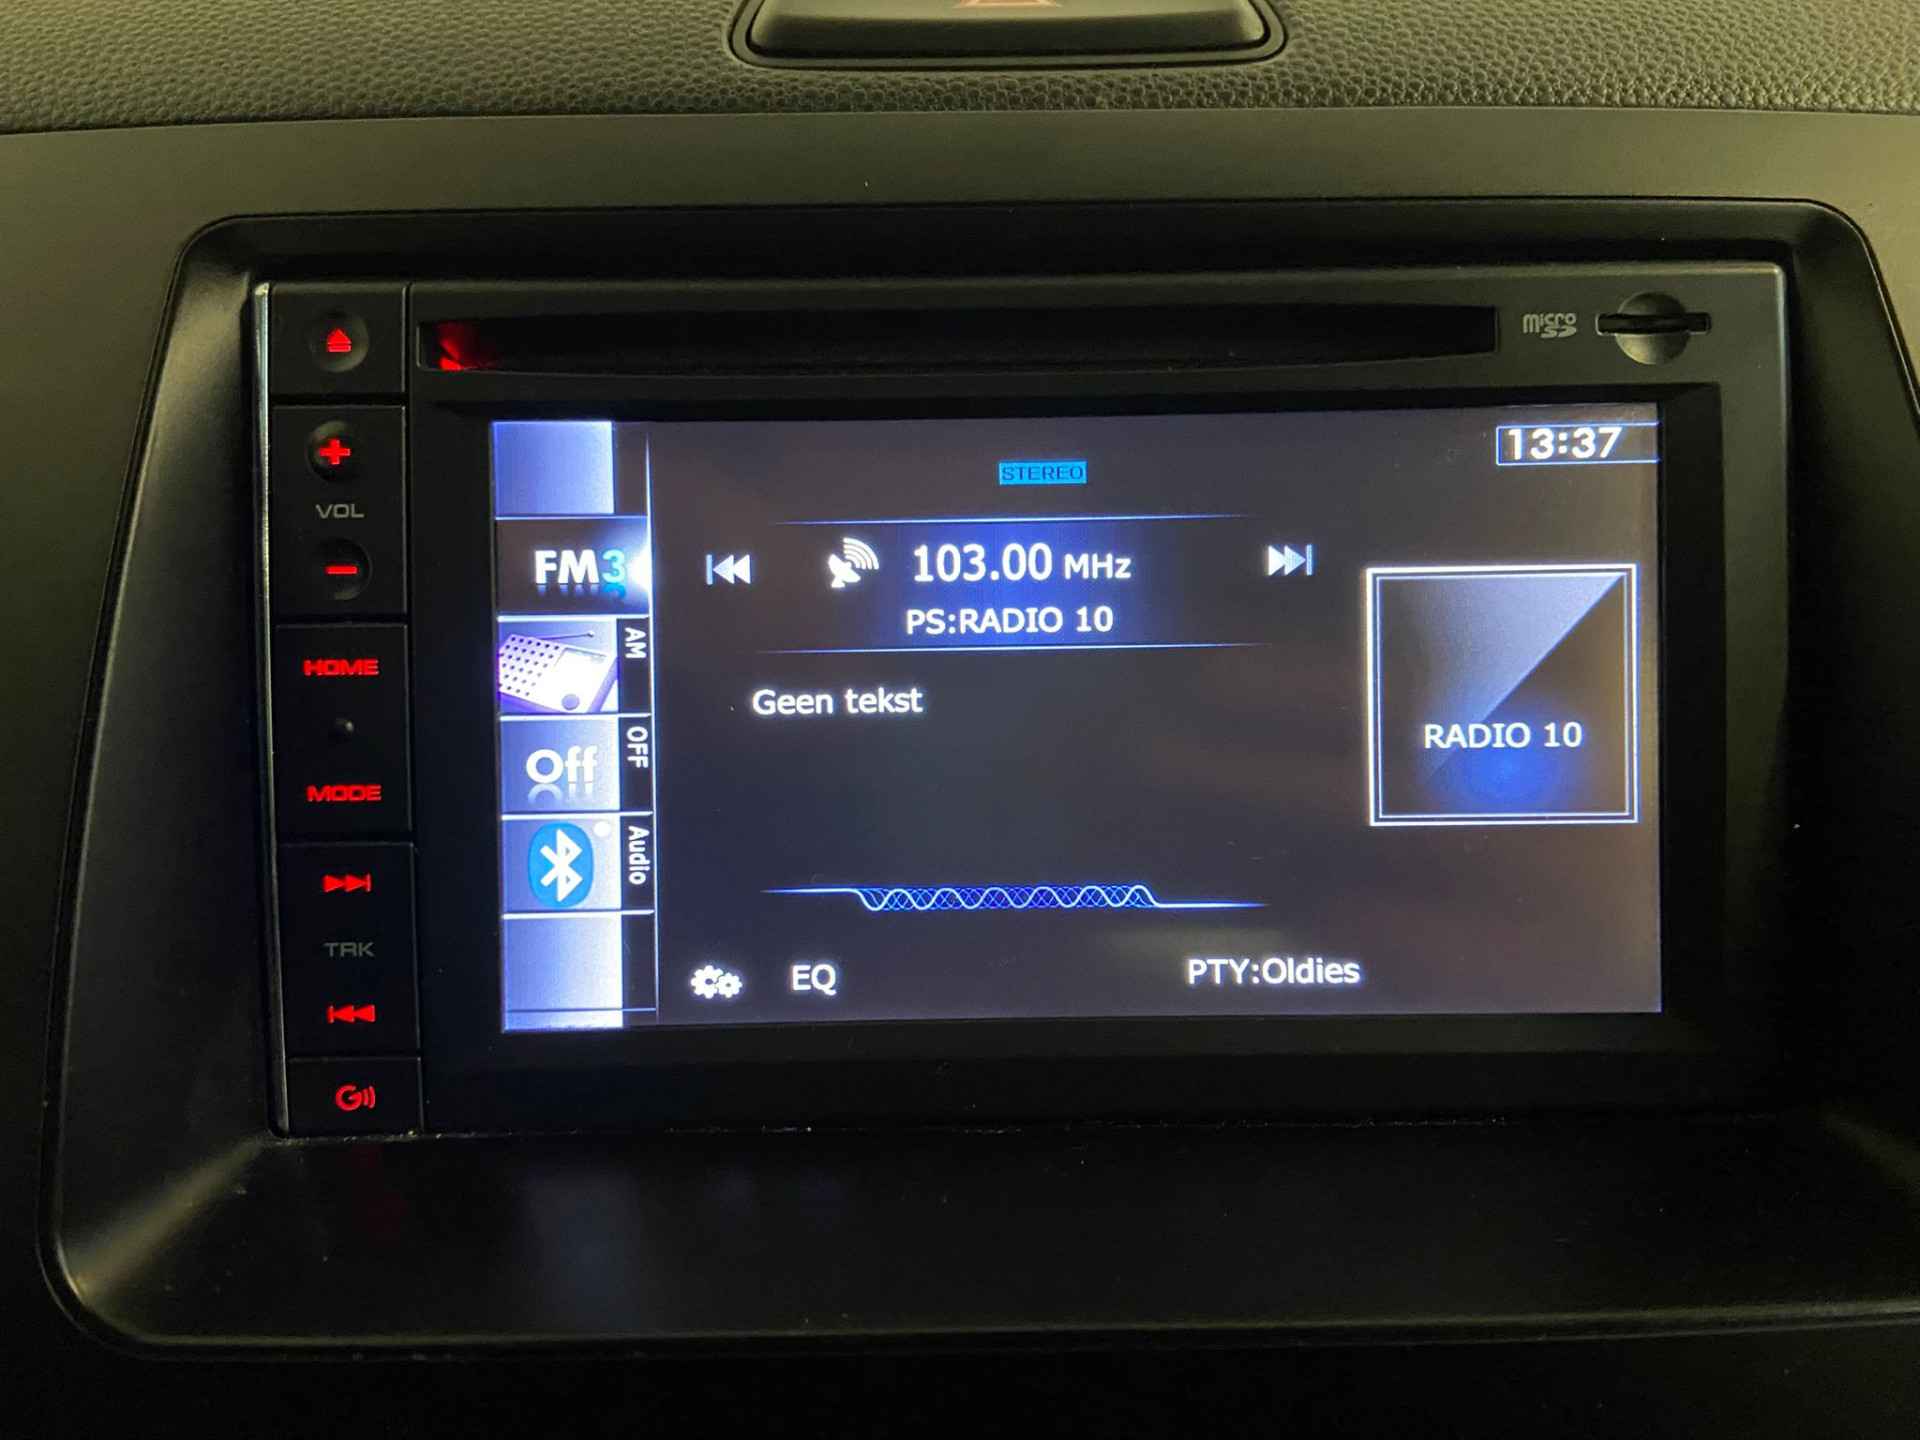 micro
SD
VOL
HOME
MODE
TRK
G
13:37
STEREO
FM3
103.00 MHz
PS:RADIO 10
AM
Geen tekst
OFF
Off
RADIO 10
Audio
EQ
PTY:Oldies